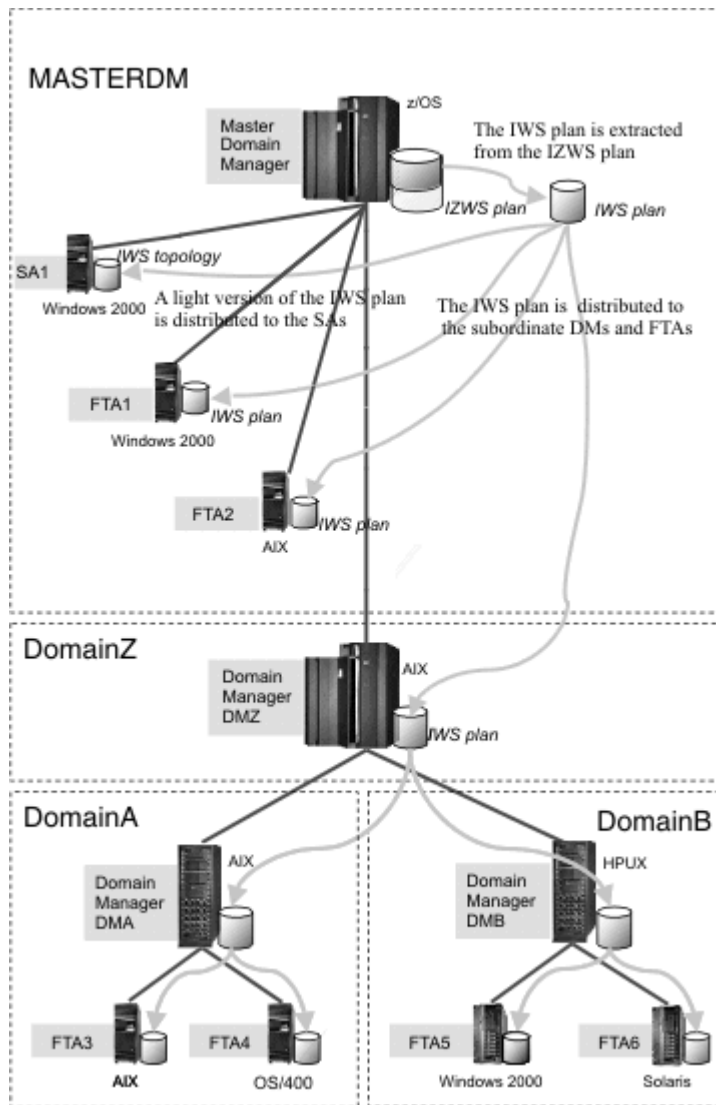 MASTERDM
z/OS
Master
Domain
Manager
The IWS plan is extracted
from the IZWS plan
IZWS plan
IWS plan
IWS topology
SA1
Windows 2000
A light version of the IWS plan
is distributed to the SAs
The IWS plan is distributed to
the subordinate DMs and FTAs
FTA1
IWS plan
Windows 2000
FTA2
IWS plan
AIX
DomainZ
Domain
Manager
DMZ
AIX
IWS plan
DomainA
AIX
Domain
Manager
DMA
FTA3
AIX
FTA4
OS/400
DomainB
HPUX
Domain
Manager
DMB
FTA5
Windows 2000
FTA6
Solaris